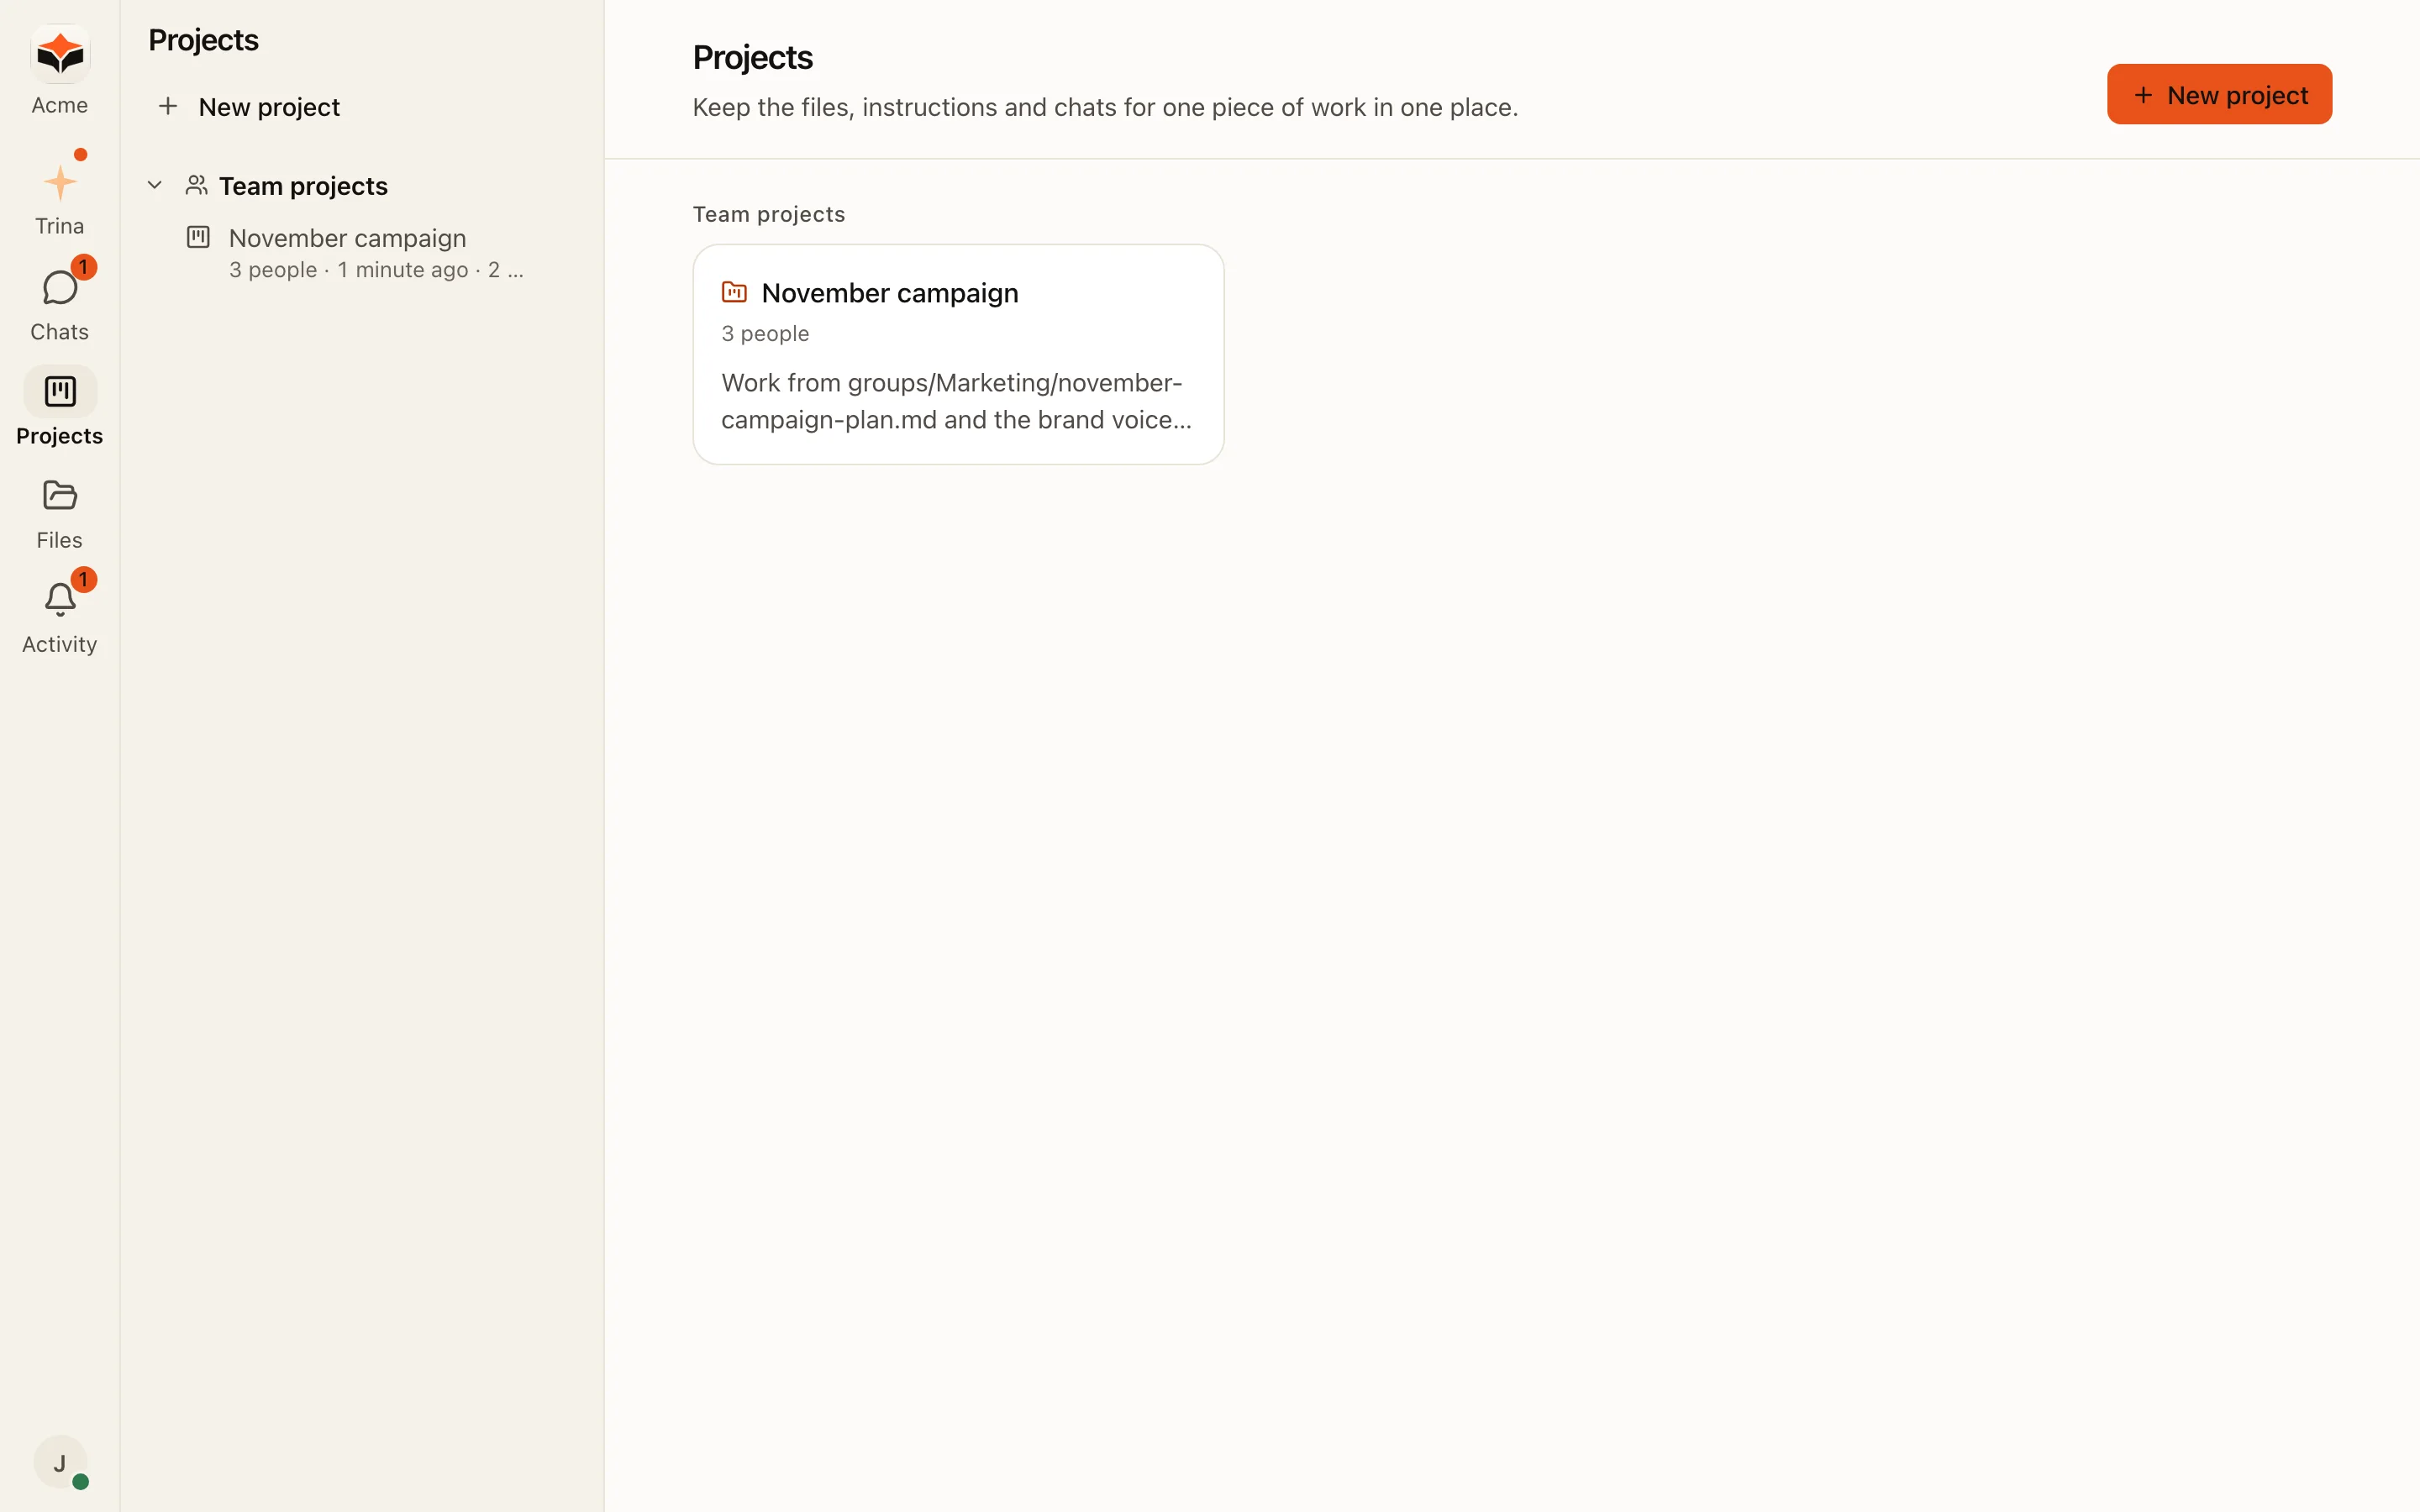 Acme
Trina
1
Chats
Projects
Files
1
Activity
J
Projects
New project
Team projects
November campaign
3 people · 1 minute ago · 2 ...
Projects
Keep the files, instructions and chats for one piece of work in one place.
New project
Team projects
November campaign
3 people
Work from groups/Marketing/november-
campaign-plan.md and the brand voice...